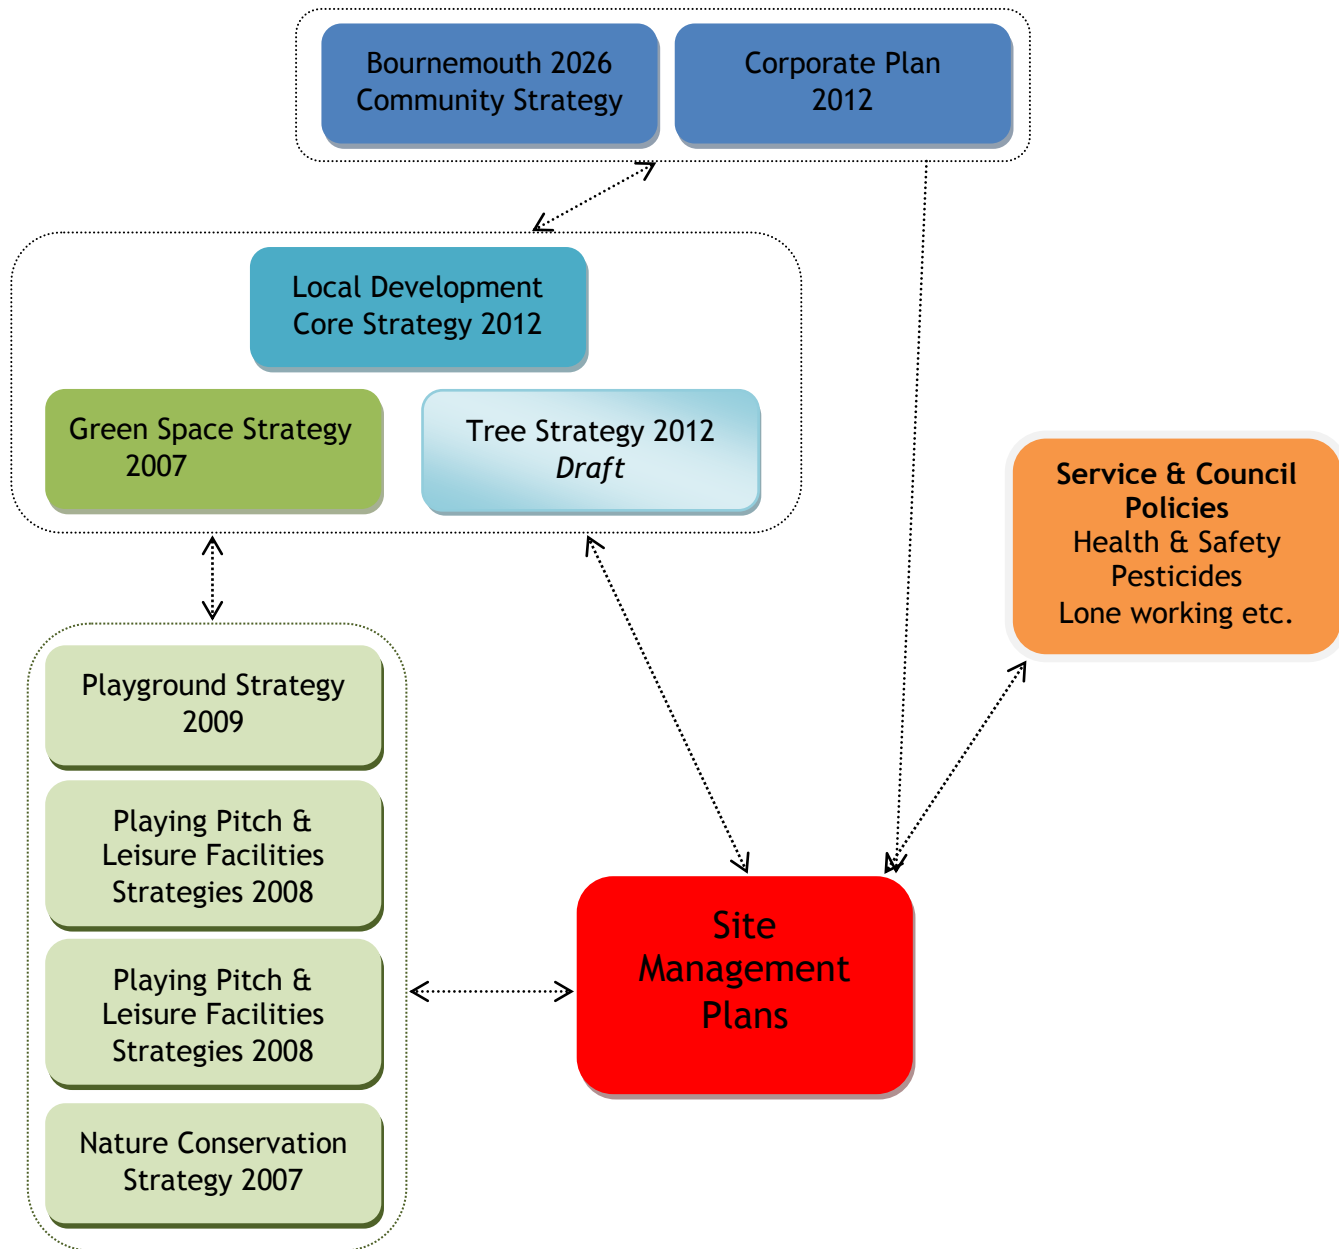 Bournemouth 2026
Community Strategy
Corporate Plan
2012
Local Development
Core Strategy 2012
Green Space Strategy
2007
Tree Strategy 2012
Draft
Service & Council
Policies
Health & Safety
Pesticides
Lone working etc.
Playground Strategy
2009
Playing Pitch &
Leisure Facilities
Strategies 2008
Playing Pitch &
Leisure Facilities
Strategies 2008
Nature Conservation
Strategy 2007
Site
Management
Plans